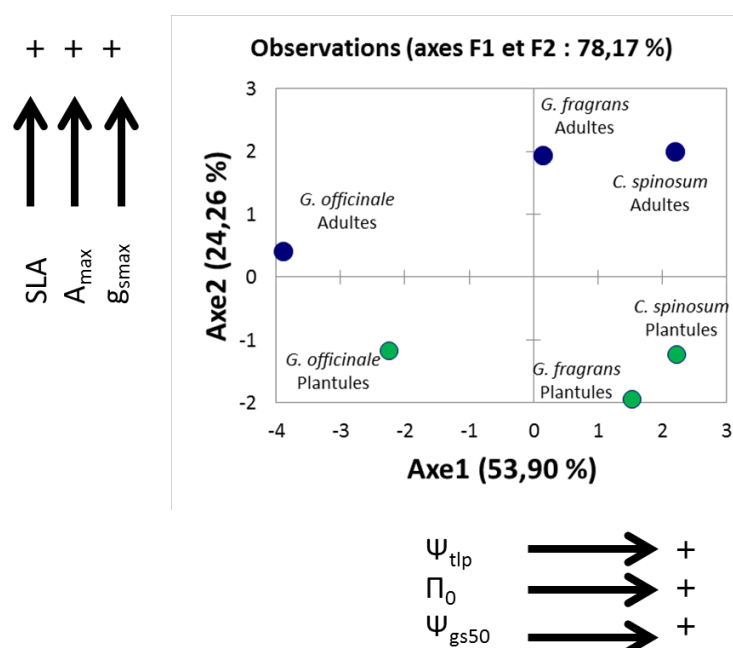 + + +
Observations (axes F1 et F2 : 78,17 %)
SLA
Amax
gsmax
Axe2 (24,26 %)
3
2
1
0
-1
-2
G. fragrans
Adultes
C. spinosum
Adultes
G. officinale
Adultes
C. spinosum
Plantules
G. officinale
Plantules
G. fragrans
Plantules
-4 -3 -2 -1 0 1 2 3
Axe1 (53,90 %)
Ψtlp +
Π0 +
Ψgs50 +